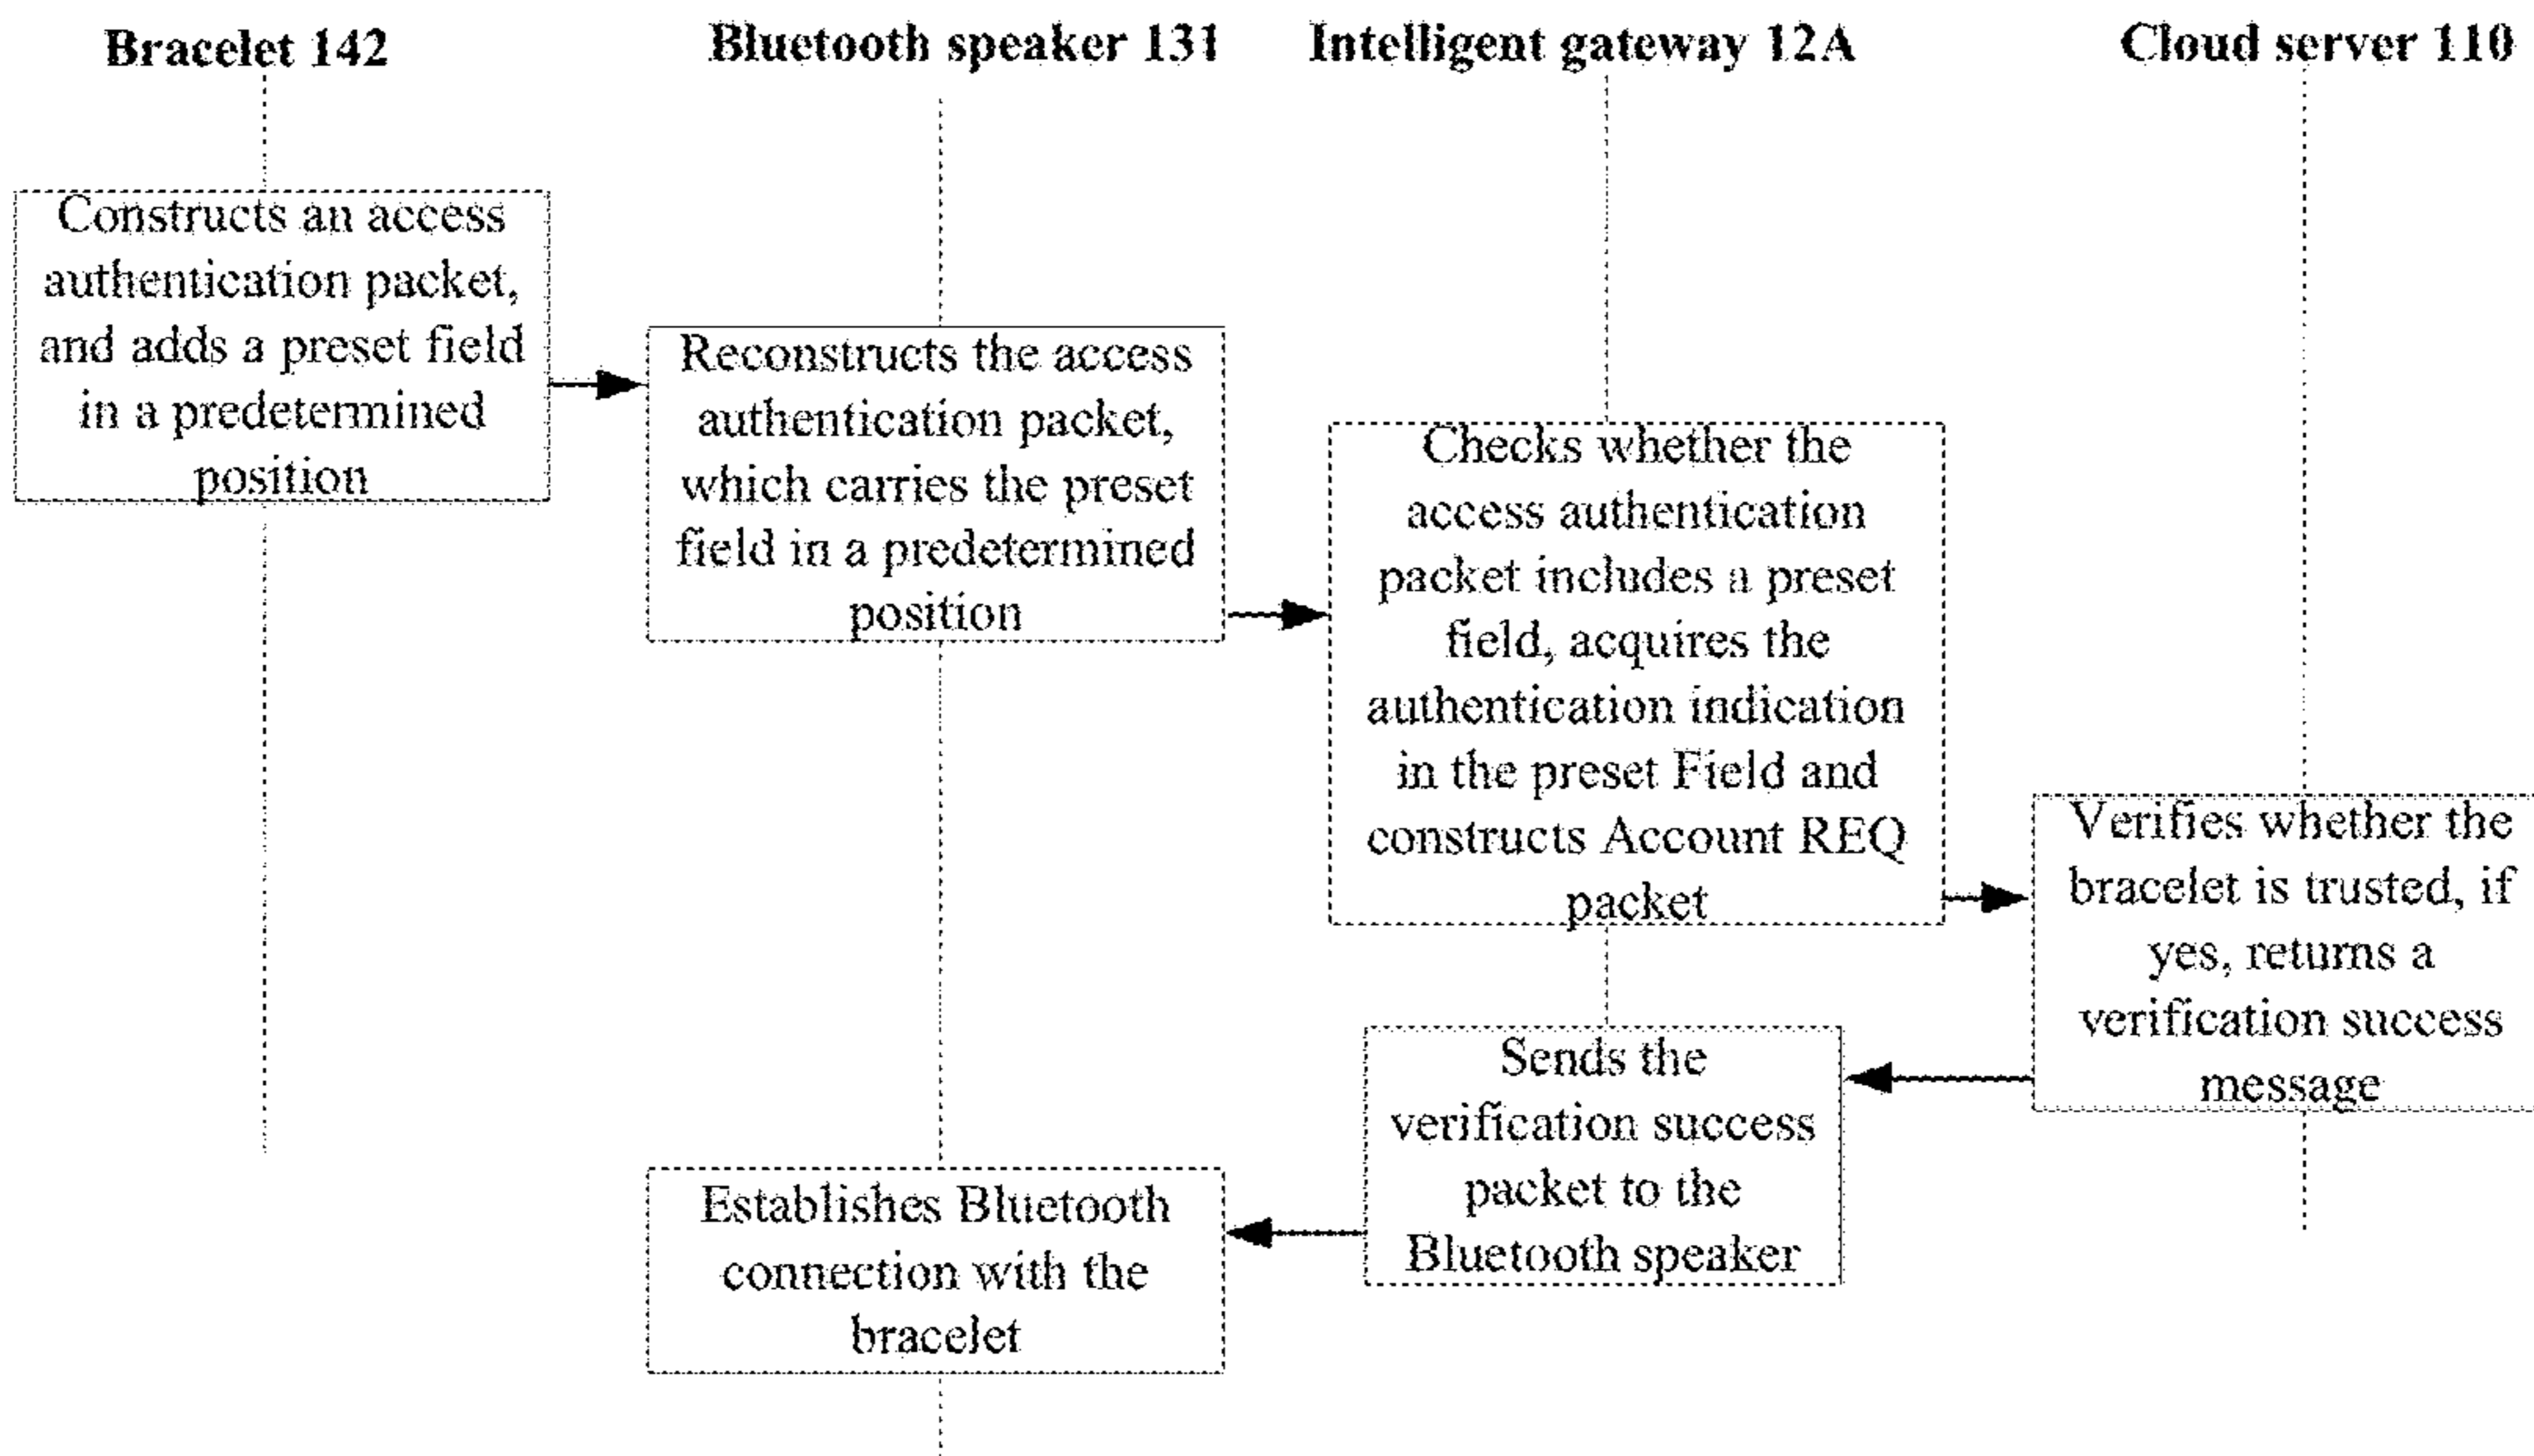 Bracelet 142
Bluetooth speaker 131
Intelligent gateway 12A
Cloud server 110
Constructs an access
authentication packet,
and adds a preset field
in a predetermined
position
Reconstructs the access
authentication packet,
which carries the preset
field in a predetermined
position
Checks whether the
access authentication
packet includes a preset
field, acquires the
authentication indication
in the preset Field and
constructs Account REQ
packet
Verifies whether the
bracelet is trusted, if
yes, returns a
verification success
message
Sends the
verification success
packet to the
Bluetooth speaker
Establishes Bluetooth
connection with the
bracelet